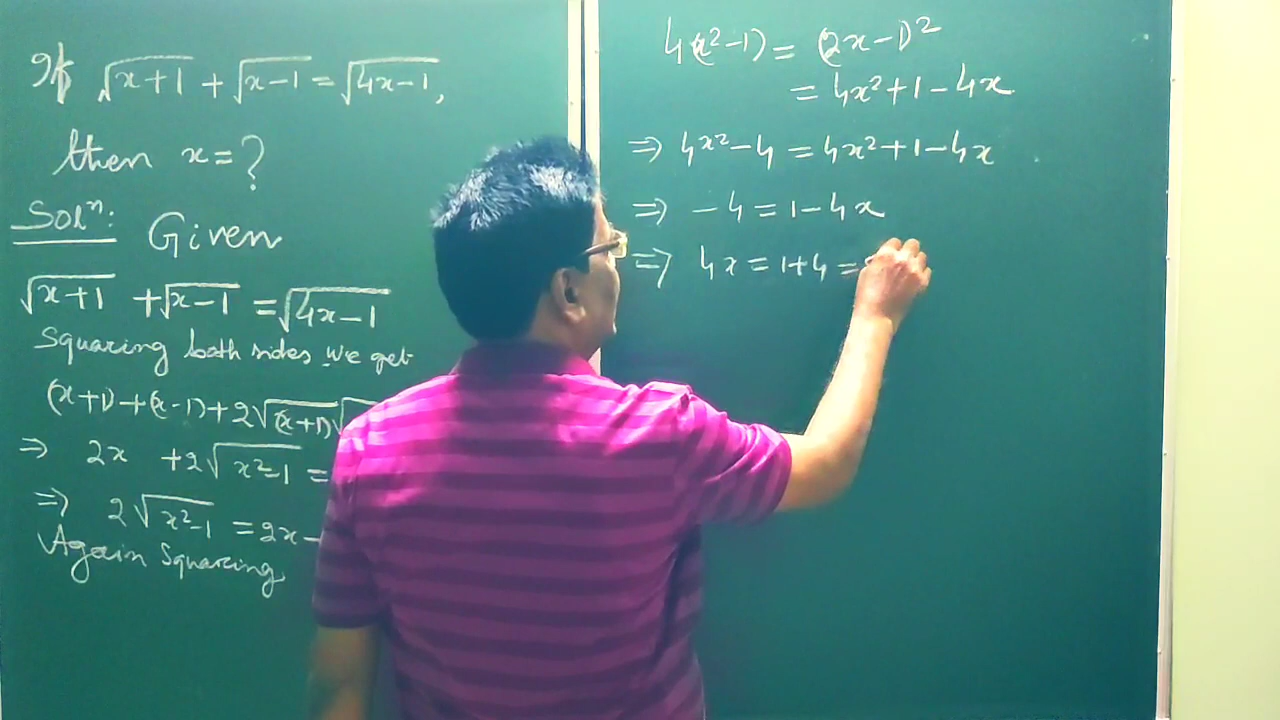 If √(x+1) + √(x-1) = √(4x-1),
then x = ?
Solⁿ: Given
√(x+1) + √(x-1) = √(4x-1)
Squaring both sides we get
(x+1) + (x-1) + 2√(x+1)√
⇒ 2x + 2√(x²-1) =
⇒ 2√(x²-1) = 2x -
Again Squaring
4(x²-1) = (2x-1)²
= 4x²+1-4x
⇒ 4x²-4 = 4x²+1-4x
⇒ -4 = 1-4x
⇒ 4x = 1+4 =